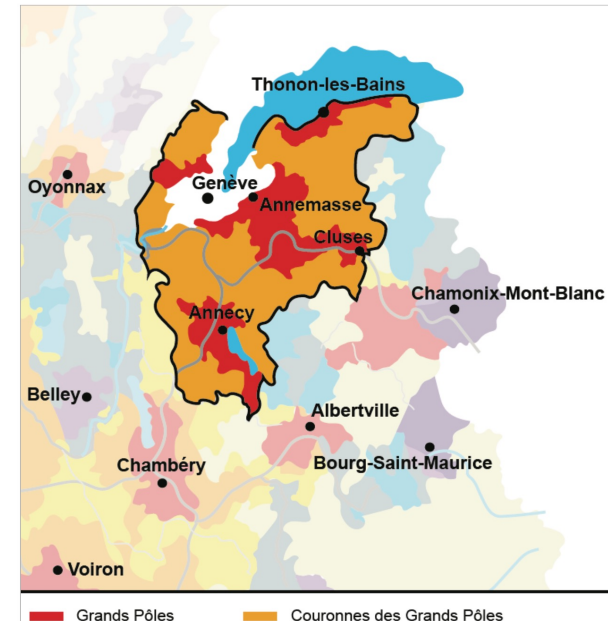 Thonon-les-Bains
Oyonnax
Genève
Annemasse
Cluses
Chamonix-Mont-Blanc
Annecy
Belley
Albertville
Chambéry
Bourg-Saint-Maurice
Voiron
Grands Pôles Couronnes des Grands Pôles